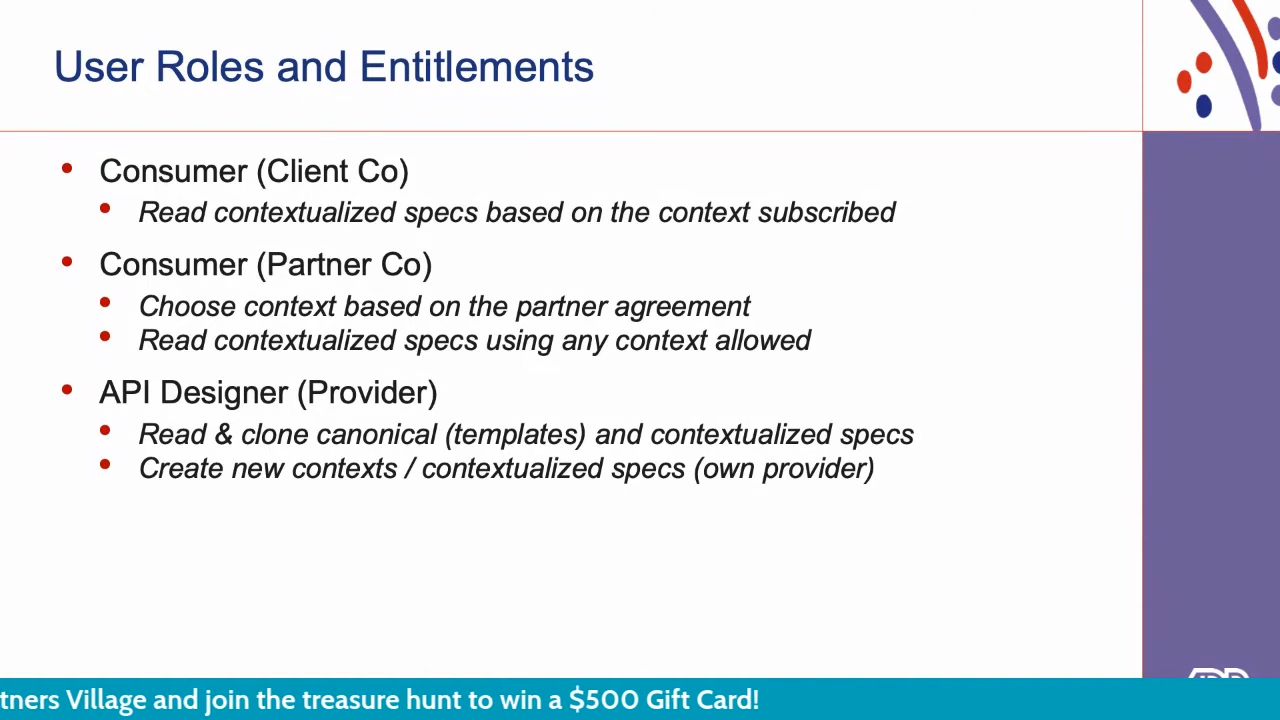 User Roles and Entitlements
• Consumer (Client Co)
• Read contextualized specs based on the context subscribed
• Consumer (Partner Co)
• Choose context based on the partner agreement
• Read contextualized specs using any context allowed
• API Designer (Provider)
• Read & clone canonical (templates) and contextualized specs
• Create new contexts / contextualized specs (own provider)
tners Village and join the treasure hunt to win a $500 Gift Card!